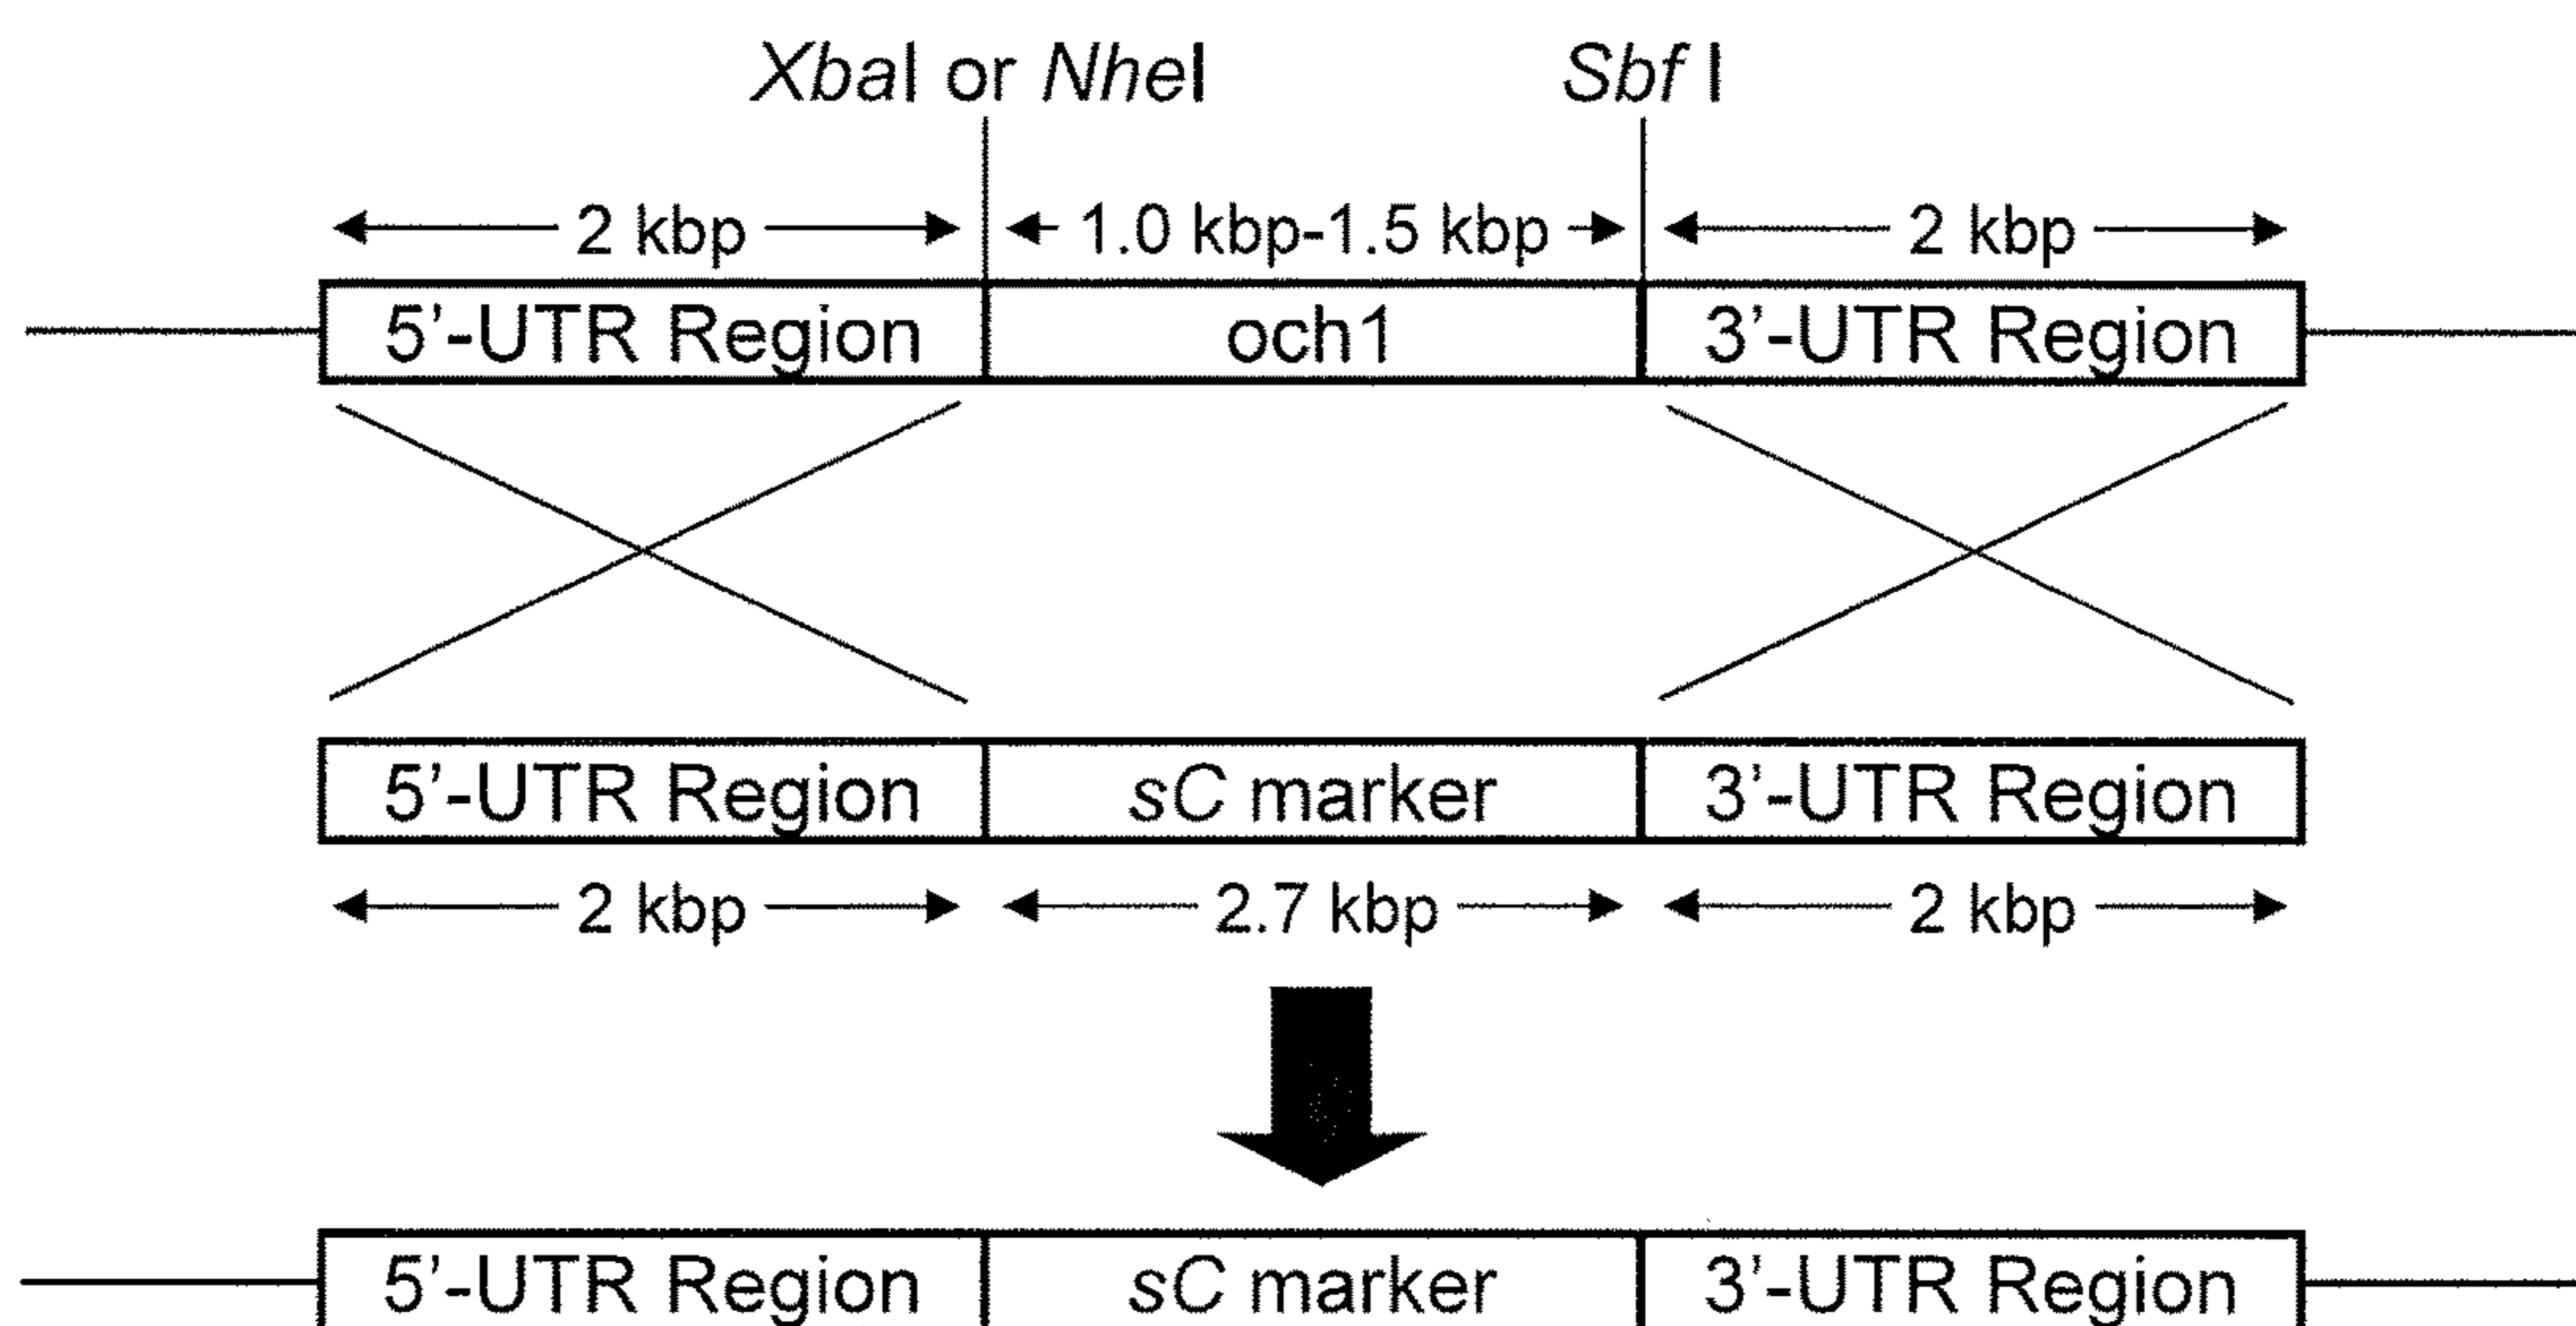 XbaI or NheI Sbf I
2 kbp 1.0 kbp-1.5 kbp 2 kbp
5’-UTR Region och1 3’-UTR Region
5’-UTR Region sC marker 3’-UTR Region
2 kbp 2.7 kbp 2 kbp
5’-UTR Region sC marker 3’-UTR Region